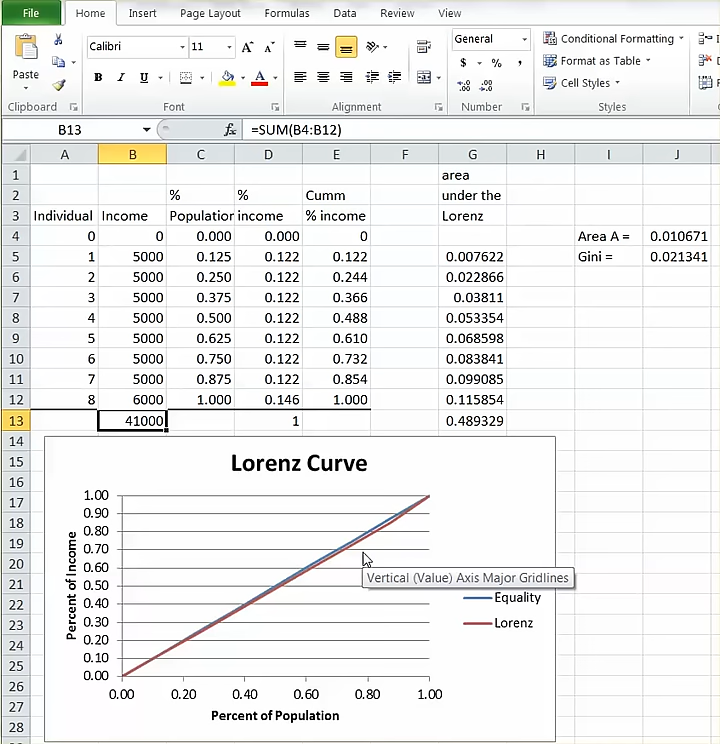 File Home Insert Page Layout Formulas Data Review View
Calibri 11 A A General Conditional Formatting
Paste B I U A $ % , Format as Table
.00 .00 Cell Styles
Clipboard Font Alignment Number Styles
B13 fx =SUM(B4:B12)
A B C D E F G H I J
1 area
2 % % Cumm under the
3 Individual Income Population income % income Lorenz
4 0 0 0.000 0.000 0 Area A = 0.010671
5 1 5000 0.125 0.122 0.122 0.007622 Gini = 0.021341
6 2 5000 0.250 0.122 0.244 0.022866
7 3 5000 0.375 0.122 0.366 0.03811
8 4 5000 0.500 0.122 0.488 0.053354
9 5 5000 0.625 0.122 0.610 0.068598
10 6 5000 0.750 0.122 0.732 0.083841
11 7 5000 0.875 0.122 0.854 0.099085
12 8 6000 1.000 0.146 1.000 0.115854
13 41000 1 0.489329
14
15
16
17
18
19
20
21
22
23
24
25
26
27
28
Lorenz Curve
1.00
0.90
0.80
0.70
0.60
0.50
0.40
0.30
0.20
0.10
0.00
Percent of Income
Vertical (Value) Axis Major Gridlines
Equality
Lorenz
0.00 0.20 0.40 0.60 0.80 1.00
Percent of Population